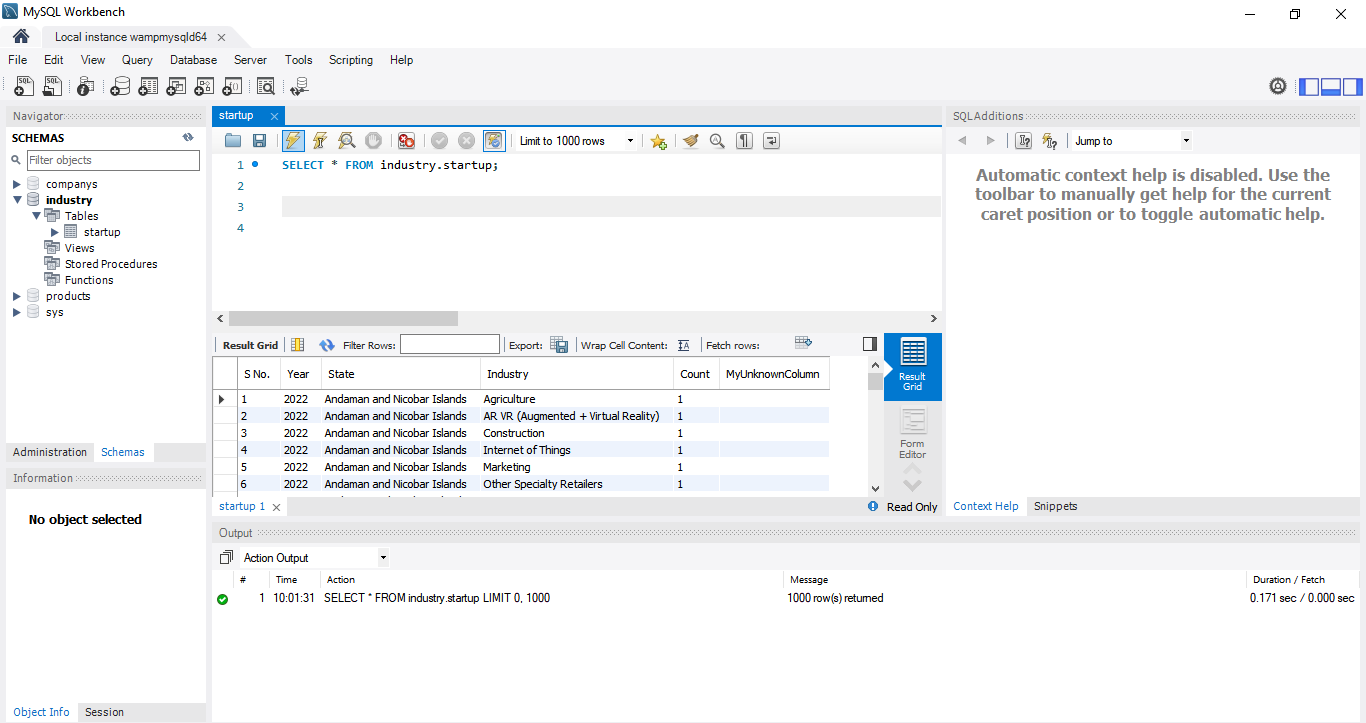 MySQL Workbench
Local instance wampmysqld64
File Edit View Query Database Server Tools Scripting Help
Navigator
SCHEMAS
Filter objects
companys
industry
Tables
startup
Views
Stored Procedures
Functions
products
sys
Administration Schemas
Information
No object selected
Object Info Session
startup
Limit to 1000 rows
1 SELECT * FROM industry.startup;
2
3
4
Result Grid Filter Rows: Export: Wrap Cell Content: Fetch rows:
S No. Year State Industry Count MyUnknownColumn
1 2022 Andaman and Nicobar Islands Agriculture 1
2 2022 Andaman and Nicobar Islands AR VR (Augmented + Virtual Reality) 1
3 2022 Andaman and Nicobar Islands Construction 1
4 2022 Andaman and Nicobar Islands Internet of Things 1
5 2022 Andaman and Nicobar Islands Marketing 1
6 2022 Andaman and Nicobar Islands Other Specialty Retailers 1
Result
Grid
Form
Editor
startup 1
Read Only
SQLAdditions
Jump to
Automatic context help is disabled. Use the
toolbar to manually get help for the current
caret position or to toggle automatic help.
Context Help Snippets
Output
Action Output
# Time Action Message Duration / Fetch
1 10:01:31 SELECT * FROM industry.startup LIMIT 0, 1000 1000 row(s) returned 0.171 sec / 0.000 sec